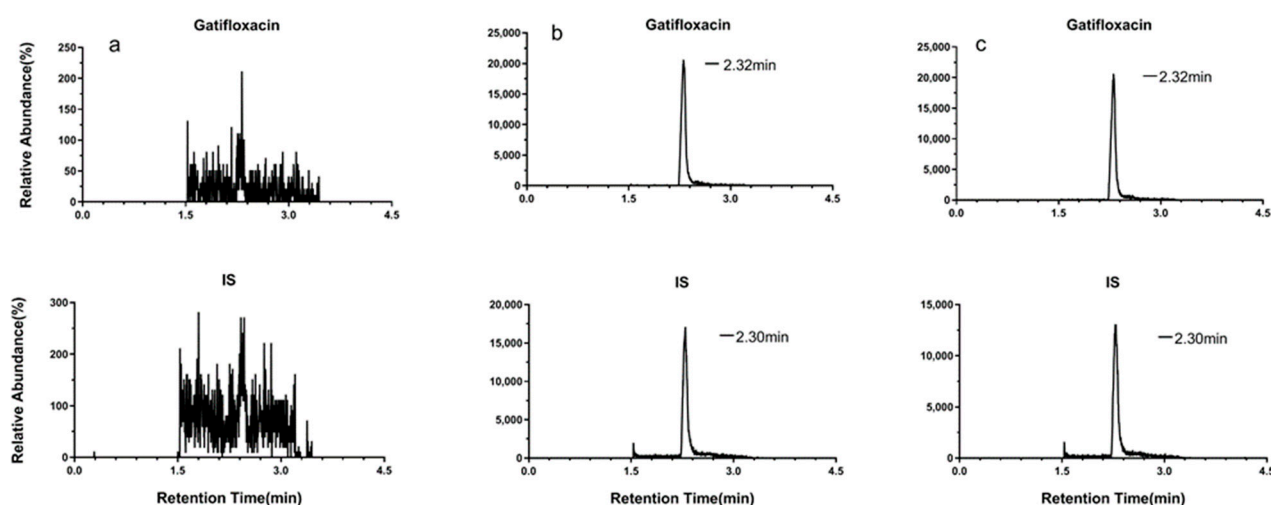 a
Gatifloxacin
Relative Abundance(%)
250
200
150
100
50
0
0.0 1.5 3.0 4.5
b
Gatifloxacin
25,000
20,000
15,000
10,000
5,000
0
2.32min
0.0 1.5 3.0 4.5
c
Gatifloxacin
25,000
20,000
15,000
10,000
5,000
0
2.32min
0.0 1.5 3.0 4.5
IS
Relative Abundance(%)
300
200
100
0
0.0 1.5 3.0 4.5
Retention Time(min)
IS
20,000
15,000
10,000
5,000
0
2.30min
0.0 1.5 3.0 4.5
Retention Time(min)
IS
15,000
10,000
5,000
0
2.30min
0.0 1.5 3.0 4.5
Retention Time(min)